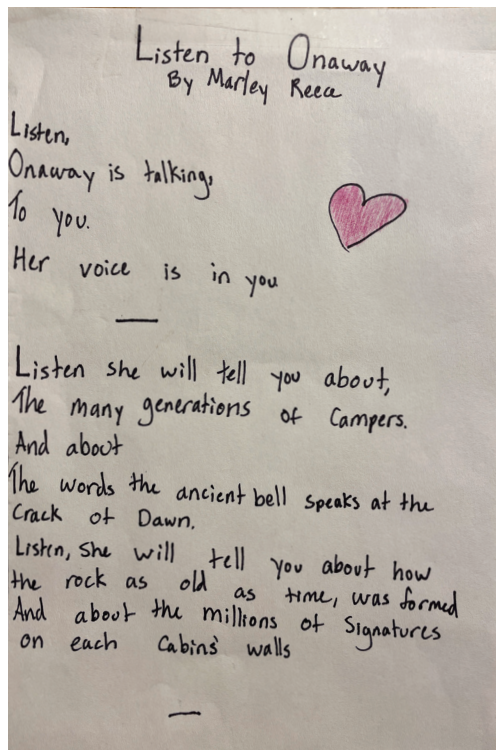 Listen to Onaway
By Marley Reece
Listen,
Onaway is talking,
To you.
Her voice is in you
—
Listen she will tell you about,
The many generations of Campers.
And about
The words the ancient bell speaks at the
Crack of Dawn.
Listen, She will tell you about how
the rock as old as time, was formed
And about the millions of Signatures
on each Cabins' walls
—